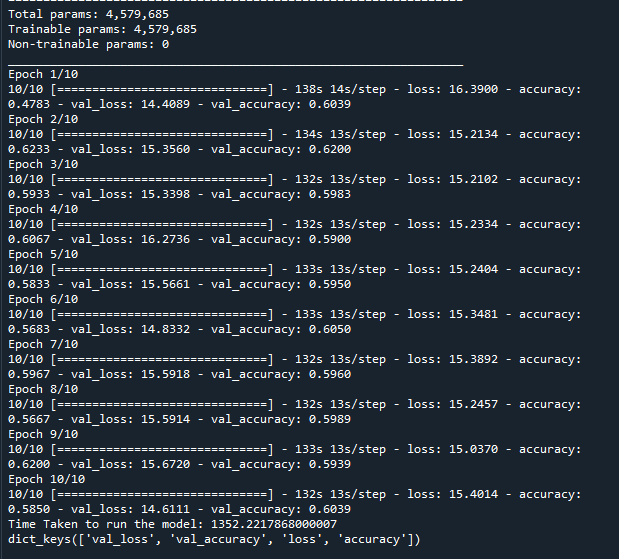 =================================================================
Total params: 4,579,685
Trainable params: 4,579,685
Non-trainable params: 0
_________________________________________________________________
Epoch 1/10
10/10 [==============================] - 138s 14s/step - loss: 16.3900 - accuracy:
0.4783 - val_loss: 14.4089 - val_accuracy: 0.6039
Epoch 2/10
10/10 [==============================] - 134s 13s/step - loss: 15.2134 - accuracy:
0.6233 - val_loss: 15.3560 - val_accuracy: 0.6200
Epoch 3/10
10/10 [==============================] - 132s 13s/step - loss: 15.2102 - accuracy:
0.5933 - val_loss: 15.3398 - val_accuracy: 0.5983
Epoch 4/10
10/10 [==============================] - 132s 13s/step - loss: 15.2334 - accuracy:
0.6067 - val_loss: 16.2736 - val_accuracy: 0.5900
Epoch 5/10
10/10 [==============================] - 133s 13s/step - loss: 15.2404 - accuracy:
0.5833 - val_loss: 15.5661 - val_accuracy: 0.5950
Epoch 6/10
10/10 [==============================] - 133s 13s/step - loss: 15.3481 - accuracy:
0.5683 - val_loss: 14.8332 - val_accuracy: 0.6050
Epoch 7/10
10/10 [==============================] - 132s 13s/step - loss: 15.3892 - accuracy:
0.5967 - val_loss: 15.5918 - val_accuracy: 0.5960
Epoch 8/10
10/10 [==============================] - 132s 13s/step - loss: 15.2457 - accuracy:
0.5667 - val_loss: 15.5914 - val_accuracy: 0.5989
Epoch 9/10
10/10 [==============================] - 133s 13s/step - loss: 15.0370 - accuracy:
0.6200 - val_loss: 15.6720 - val_accuracy: 0.5939
Epoch 10/10
10/10 [==============================] - 132s 13s/step - loss: 15.4014 - accuracy:
0.5850 - val_loss: 14.6111 - val_accuracy: 0.6039
Time Taken to run the model: 1352.2217868000007
dict_keys(['val_loss', 'val_accuracy', 'loss', 'accuracy'])